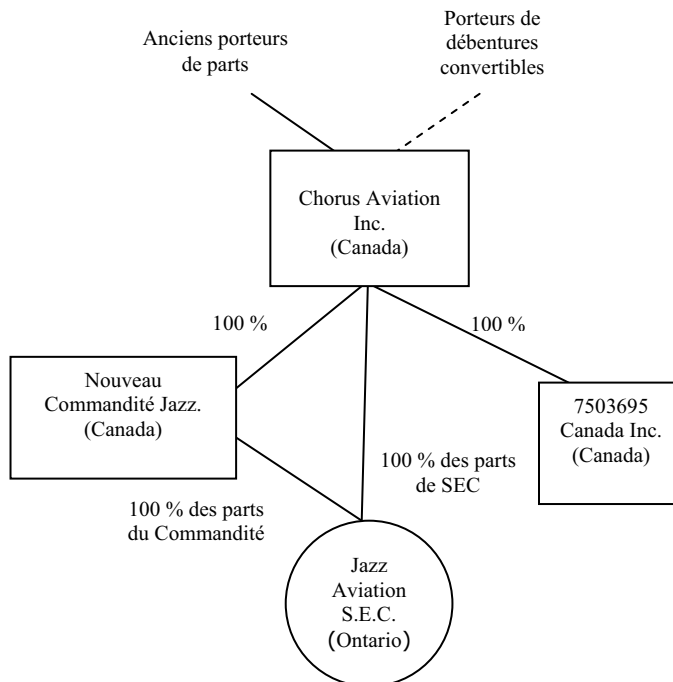 Anciens porteurs
de parts
Porteurs de
débentures
convertibles
Chorus Aviation
Inc.
(Canada)
100 %
100 %
Nouveau
Commandité Jazz.
(Canada)
7503695
Canada Inc.
(Canada)
100 % des parts
de SEC
100 % des parts
du Commandité
Jazz
Aviation
S.E.C.
(Ontario)